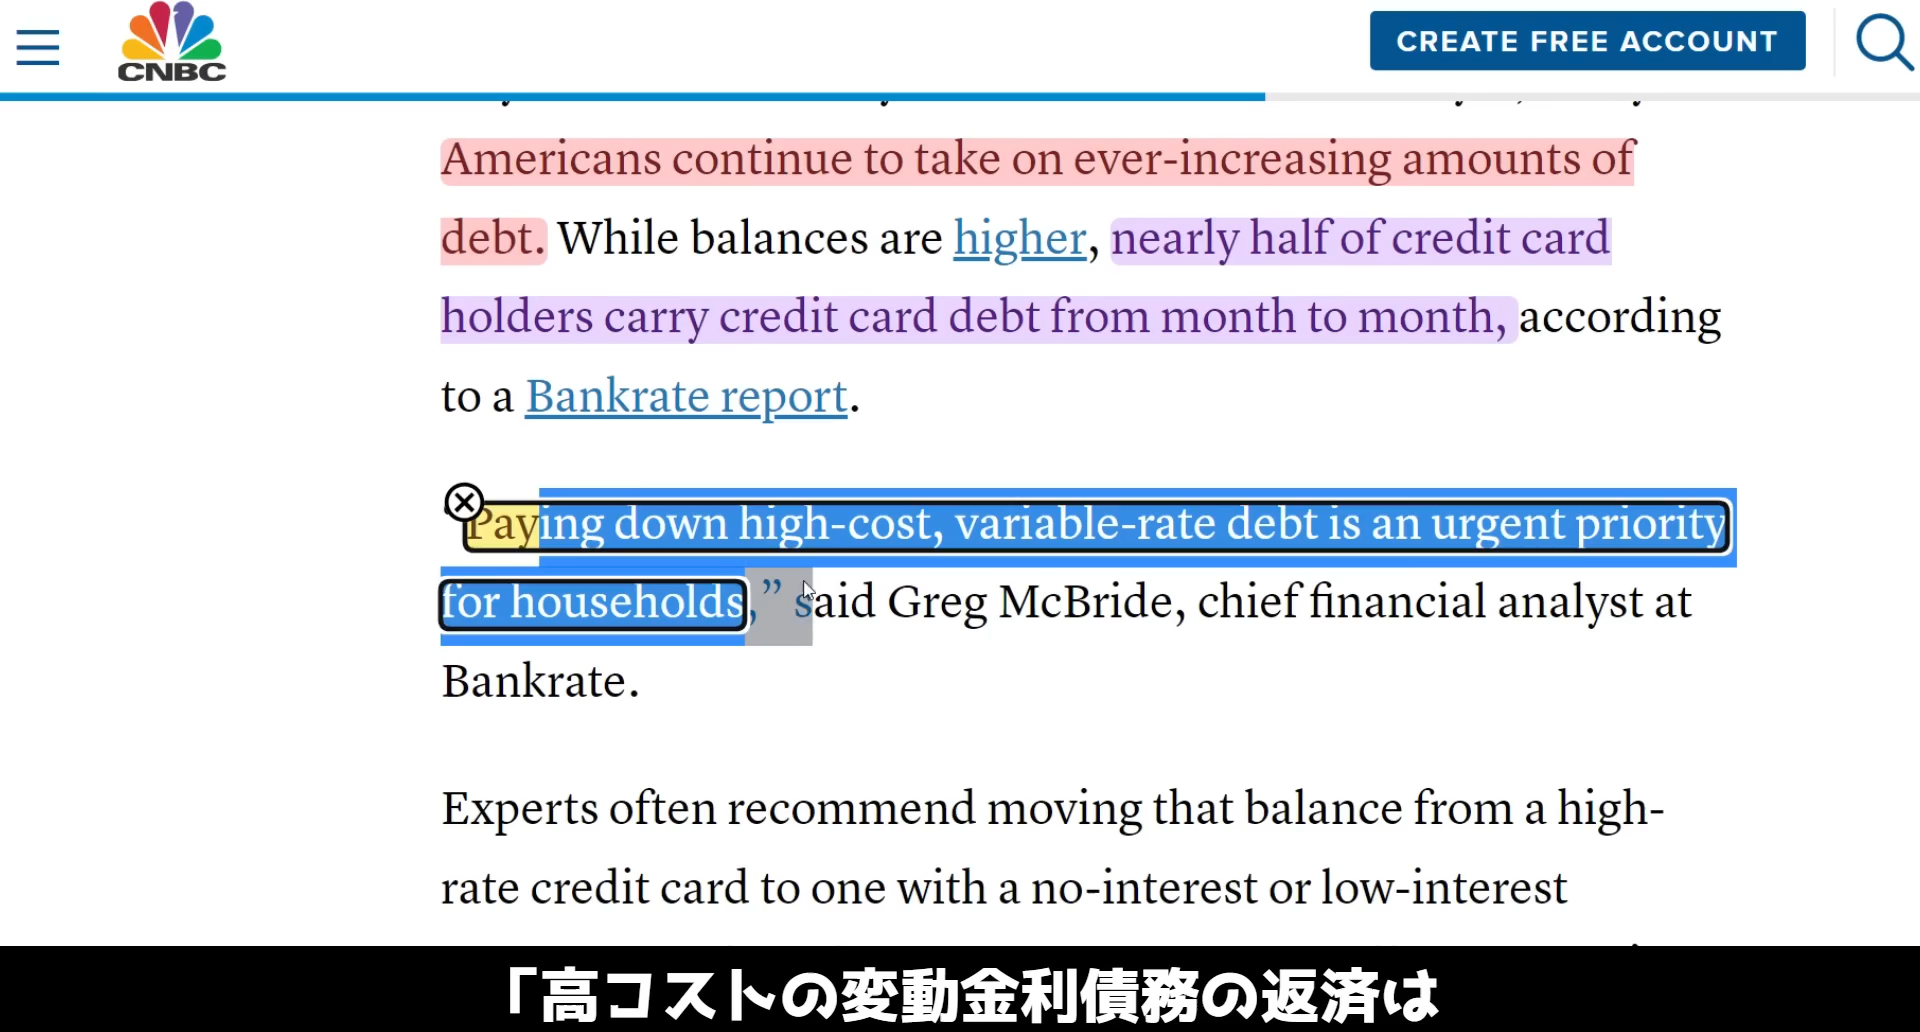 CNBC
CREATE FREE ACCOUNT
Americans continue to take on ever-increasing amounts of
debt. While balances are higher, nearly half of credit card
holders carry credit card debt from month to month, according
to a Bankrate report.
Paying down high-cost, variable-rate debt is an urgent priority
for households,” said Greg McBride, chief financial analyst at
Bankrate.
Experts often recommend moving that balance from a high-
rate credit card to one with a no-interest or low-interest
「高コストの変動金利債務の返済は